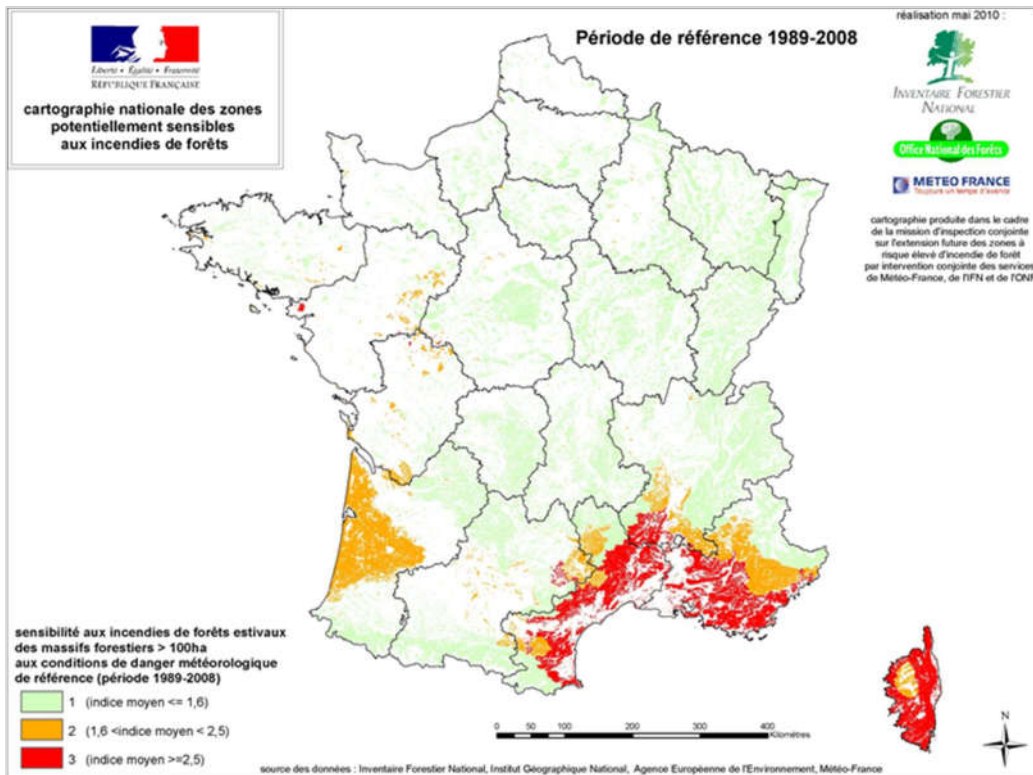 Liberté • Égalité • Fraternité
RÉPUBLIQUE FRANÇAISE
cartographie nationale des zones
potentiellement sensibles
aux incendies de forêts
Période de référence 1989-2008
réalisation mai 2010 :
INVENTAIRE FORESTIER
NATIONAL
Office National des Forêts
METEO FRANCE
Toujours un temps d'avance
cartographie produite dans le cadre
de la mission d'inspection conjointe
sur l'extension future des zones à
risque élevé d'incendie de forêt
par intervention conjointe des services
de Météo-France, de l'IFN et de l'ONF
sensibilité aux incendies de forêts estivaux
des massifs forestiers > 100ha
aux conditions de danger météorologique
de référence (période 1989-2008)
1 (indice moyen <= 1,6)
2 (1,6 <indice moyen < 2,5)
3 (indice moyen >=2,5)
0 50 100 200 300 400
Kilomètres
N
source des données : Inventaire Forestier National, Institut Géographique National, Agence Européenne de l'Environnement, Météo-France